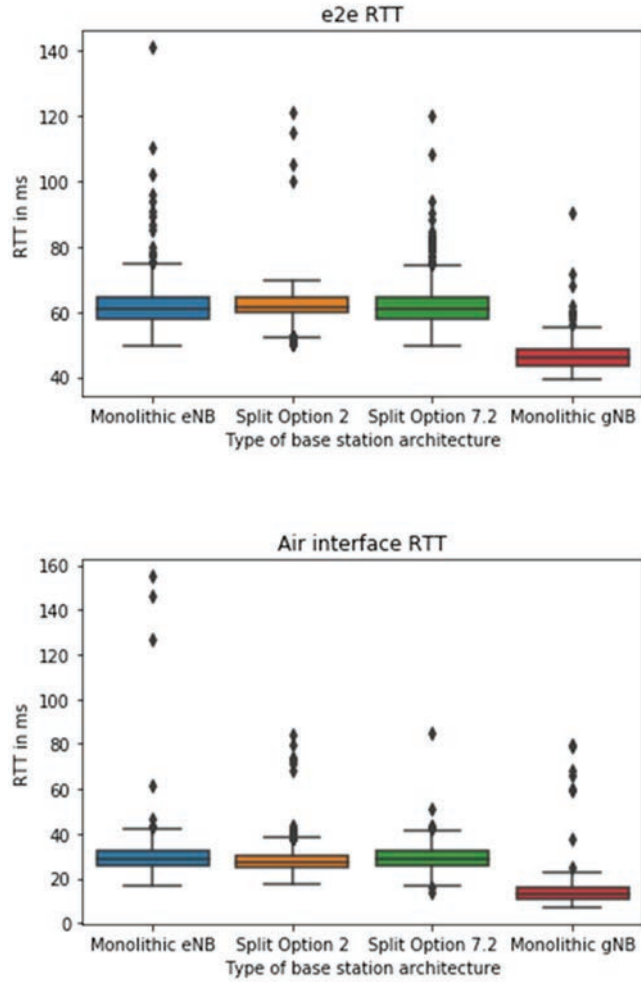 e2e RTT
140
120
100
80
60
40
RTT in ms
Monolithic eNB Split Option 2 Split Option 7.2 Monolithic gNB
Type of base station architecture
Air interface RTT
160
140
120
100
80
60
40
20
0
RTT in ms
Monolithic eNB Split Option 2 Split Option 7.2 Monolithic gNB
Type of base station architecture